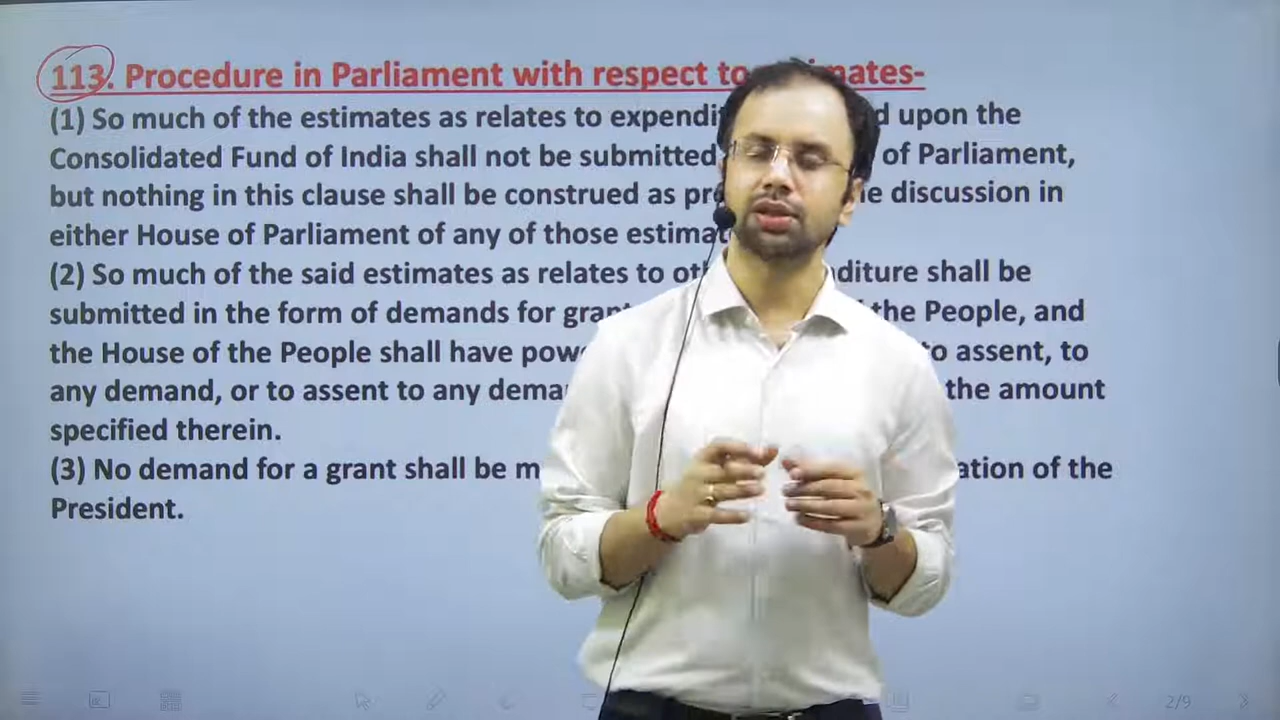 113. Procedure in Parliament with respect to estimates-
(1) So much of the estimates as relates to expendi d upon the
Consolidated Fund of India shall not be submitted of Parliament,
but nothing in this clause shall be construed as pr e discussion in
either House of Parliament of any of those estimat
(2) So much of the said estimates as relates to ot diture shall be
submitted in the form of demands for gran the People, and
the House of the People shall have pow to assent, to
any demand, or to assent to any dema the amount
specified therein.
(3) No demand for a grant shall be m ation of the
President.
2/9